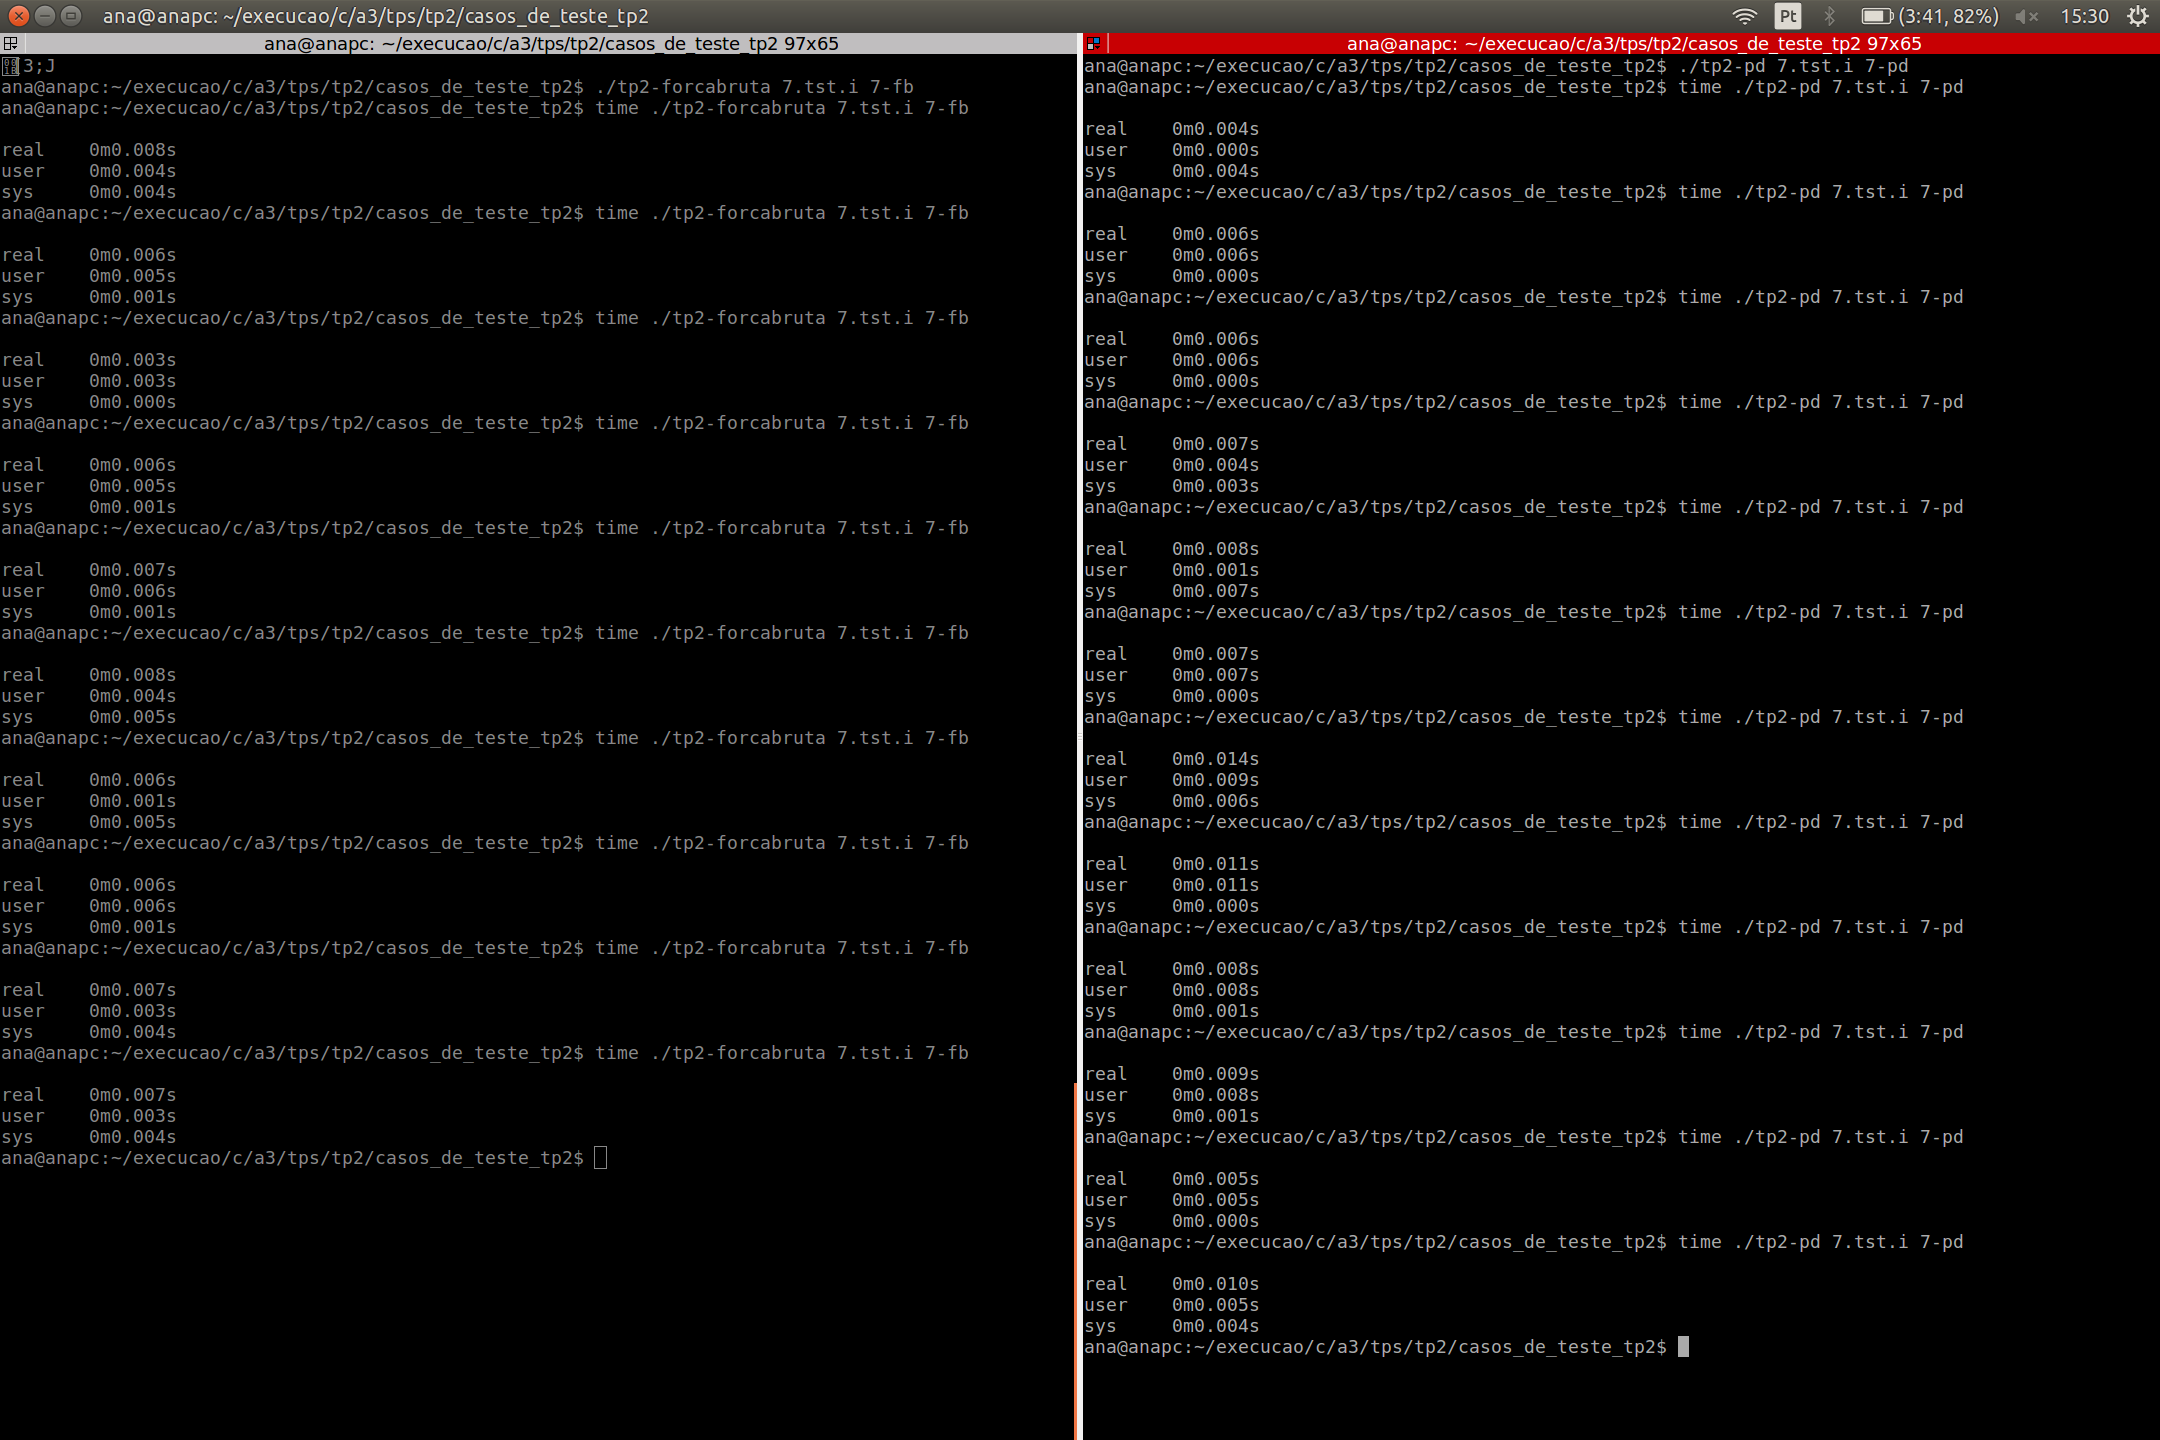 ana@anapc: ~/execucao/c/a3/tps/tp2/casos_de_teste_tp2
Pt
(3:41, 82%)
15:30
ana@anapc: ~/execucao/c/a3/tps/tp2/casos_de_teste_tp2 97x65
3;J
ana@anapc:~/execucao/c/a3/tps/tp2/casos_de_teste_tp2$ ./tp2-forcabruta 7.tst.i 7-fb
ana@anapc:~/execucao/c/a3/tps/tp2/casos_de_teste_tp2$ time ./tp2-forcabruta 7.tst.i 7-fb
real 0m0.008s
user 0m0.004s
sys 0m0.004s
ana@anapc:~/execucao/c/a3/tps/tp2/casos_de_teste_tp2$ time ./tp2-forcabruta 7.tst.i 7-fb
real 0m0.006s
user 0m0.005s
sys 0m0.001s
ana@anapc:~/execucao/c/a3/tps/tp2/casos_de_teste_tp2$ time ./tp2-forcabruta 7.tst.i 7-fb
real 0m0.003s
user 0m0.003s
sys 0m0.000s
ana@anapc:~/execucao/c/a3/tps/tp2/casos_de_teste_tp2$ time ./tp2-forcabruta 7.tst.i 7-fb
real 0m0.006s
user 0m0.005s
sys 0m0.001s
ana@anapc:~/execucao/c/a3/tps/tp2/casos_de_teste_tp2$ time ./tp2-forcabruta 7.tst.i 7-fb
real 0m0.007s
user 0m0.006s
sys 0m0.001s
ana@anapc:~/execucao/c/a3/tps/tp2/casos_de_teste_tp2$ time ./tp2-forcabruta 7.tst.i 7-fb
real 0m0.008s
user 0m0.004s
sys 0m0.005s
ana@anapc:~/execucao/c/a3/tps/tp2/casos_de_teste_tp2$ time ./tp2-forcabruta 7.tst.i 7-fb
real 0m0.006s
user 0m0.001s
sys 0m0.005s
ana@anapc:~/execucao/c/a3/tps/tp2/casos_de_teste_tp2$ time ./tp2-forcabruta 7.tst.i 7-fb
real 0m0.006s
user 0m0.006s
sys 0m0.001s
ana@anapc:~/execucao/c/a3/tps/tp2/casos_de_teste_tp2$ time ./tp2-forcabruta 7.tst.i 7-fb
real 0m0.007s
user 0m0.003s
sys 0m0.004s
ana@anapc:~/execucao/c/a3/tps/tp2/casos_de_teste_tp2$ time ./tp2-forcabruta 7.tst.i 7-fb
real 0m0.007s
user 0m0.003s
sys 0m0.004s
ana@anapc:~/execucao/c/a3/tps/tp2/casos_de_teste_tp2$
ana@anapc: ~/execucao/c/a3/tps/tp2/casos_de_teste_tp2 97x65
ana@anapc:~/execucao/c/a3/tps/tp2/casos_de_teste_tp2$ ./tp2-pd 7.tst.i 7-pd
ana@anapc:~/execucao/c/a3/tps/tp2/casos_de_teste_tp2$ time ./tp2-pd 7.tst.i 7-pd
real 0m0.004s
user 0m0.000s
sys 0m0.004s
ana@anapc:~/execucao/c/a3/tps/tp2/casos_de_teste_tp2$ time ./tp2-pd 7.tst.i 7-pd
real 0m0.006s
user 0m0.006s
sys 0m0.000s
ana@anapc:~/execucao/c/a3/tps/tp2/casos_de_teste_tp2$ time ./tp2-pd 7.tst.i 7-pd
real 0m0.006s
user 0m0.006s
sys 0m0.000s
ana@anapc:~/execucao/c/a3/tps/tp2/casos_de_teste_tp2$ time ./tp2-pd 7.tst.i 7-pd
real 0m0.007s
user 0m0.004s
sys 0m0.003s
ana@anapc:~/execucao/c/a3/tps/tp2/casos_de_teste_tp2$ time ./tp2-pd 7.tst.i 7-pd
real 0m0.008s
user 0m0.001s
sys 0m0.007s
ana@anapc:~/execucao/c/a3/tps/tp2/casos_de_teste_tp2$ time ./tp2-pd 7.tst.i 7-pd
real 0m0.007s
user 0m0.007s
sys 0m0.000s
ana@anapc:~/execucao/c/a3/tps/tp2/casos_de_teste_tp2$ time ./tp2-pd 7.tst.i 7-pd
real 0m0.014s
user 0m0.009s
sys 0m0.006s
ana@anapc:~/execucao/c/a3/tps/tp2/casos_de_teste_tp2$ time ./tp2-pd 7.tst.i 7-pd
real 0m0.011s
user 0m0.011s
sys 0m0.000s
ana@anapc:~/execucao/c/a3/tps/tp2/casos_de_teste_tp2$ time ./tp2-pd 7.tst.i 7-pd
real 0m0.008s
user 0m0.008s
sys 0m0.001s
ana@anapc:~/execucao/c/a3/tps/tp2/casos_de_teste_tp2$ time ./tp2-pd 7.tst.i 7-pd
real 0m0.009s
user 0m0.008s
sys 0m0.001s
ana@anapc:~/execucao/c/a3/tps/tp2/casos_de_teste_tp2$ time ./tp2-pd 7.tst.i 7-pd
real 0m0.005s
user 0m0.005s
sys 0m0.000s
ana@anapc:~/execucao/c/a3/tps/tp2/casos_de_teste_tp2$ time ./tp2-pd 7.tst.i 7-pd
real 0m0.010s
user 0m0.005s
sys 0m0.004s
ana@anapc:~/execucao/c/a3/tps/tp2/casos_de_teste_tp2$